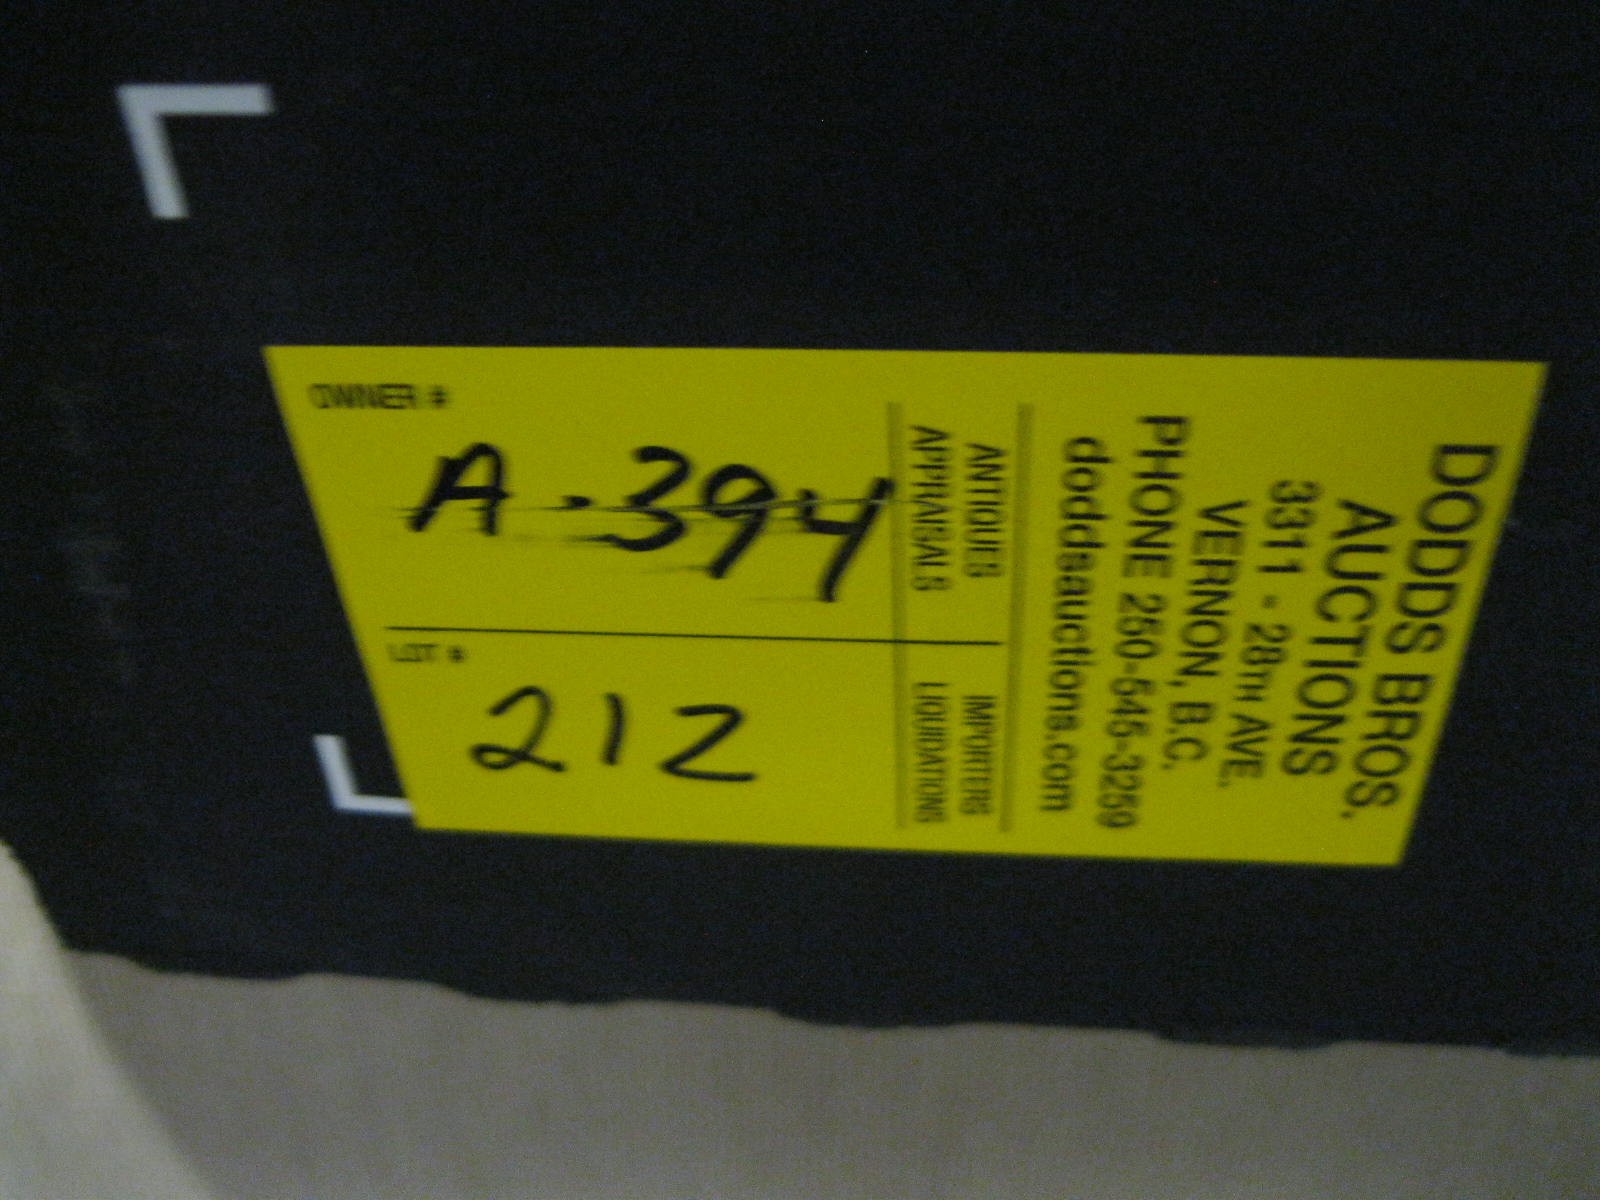 DODDS BROS.
AUCTIONS
3311 - 28TH AVE.
VERNON, B.C.
PHONE 250-545-3259
doddsauctions.com
ANTIQUES IMPORTERS
APPRAISALS LIQUIDATIONS
OWNER #
A-394
LOT #
212